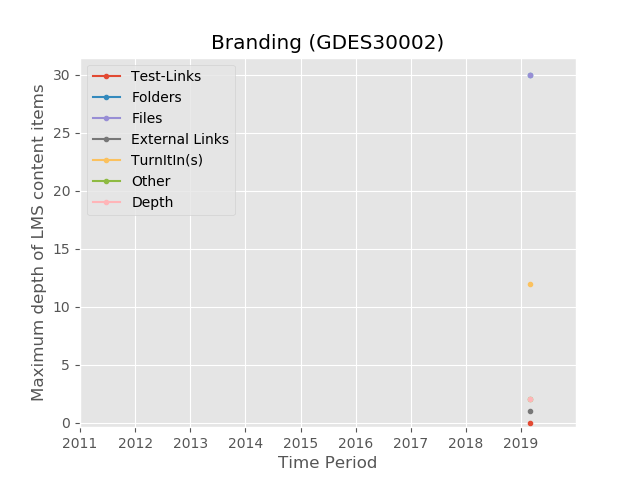 Branding (GDES30002)
Maximum depth of LMS content items
30
25
20
15
10
5
0
Test-Links
Folders
Files
External Links
TurnItIn(s)
Other
Depth
2011 2012 2013 2014 2015 2016 2017 2018 2019
Time Period